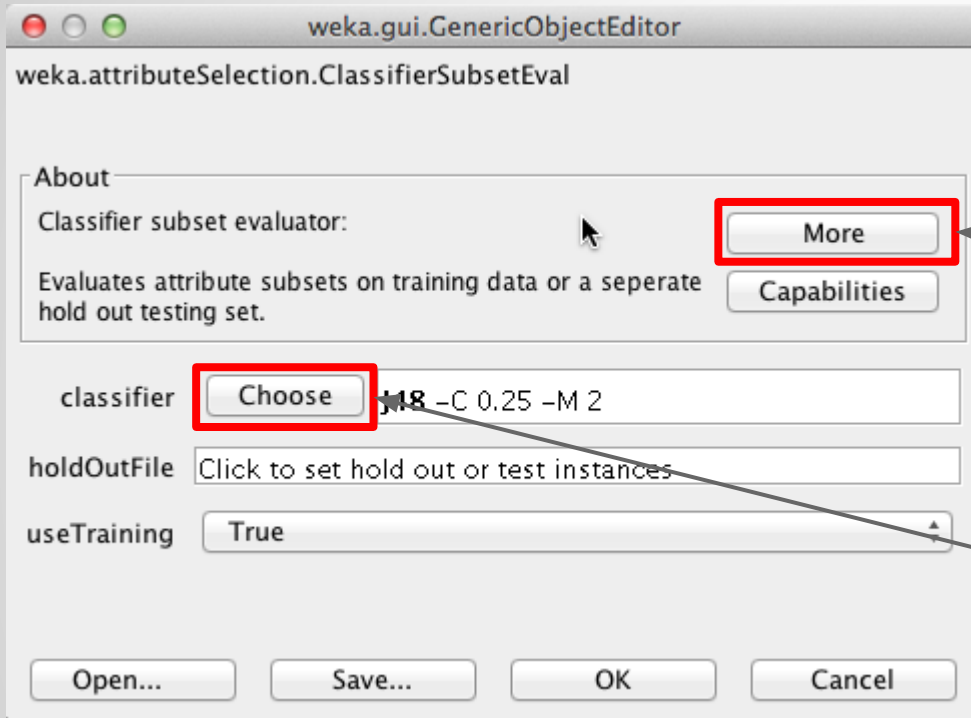 weka.gui.GenericObjectEditor
weka.attributeSelection.ClassifierSubsetEval
About
Classifier subset evaluator:
More
Evaluates attribute subsets on training data or a seperate
hold out testing set.
Capabilities
classifier Choose J48 -C 0.25 -M 2
holdOutFile Click to set hold out or test instances
useTraining True
Open... Save... OK Cancel